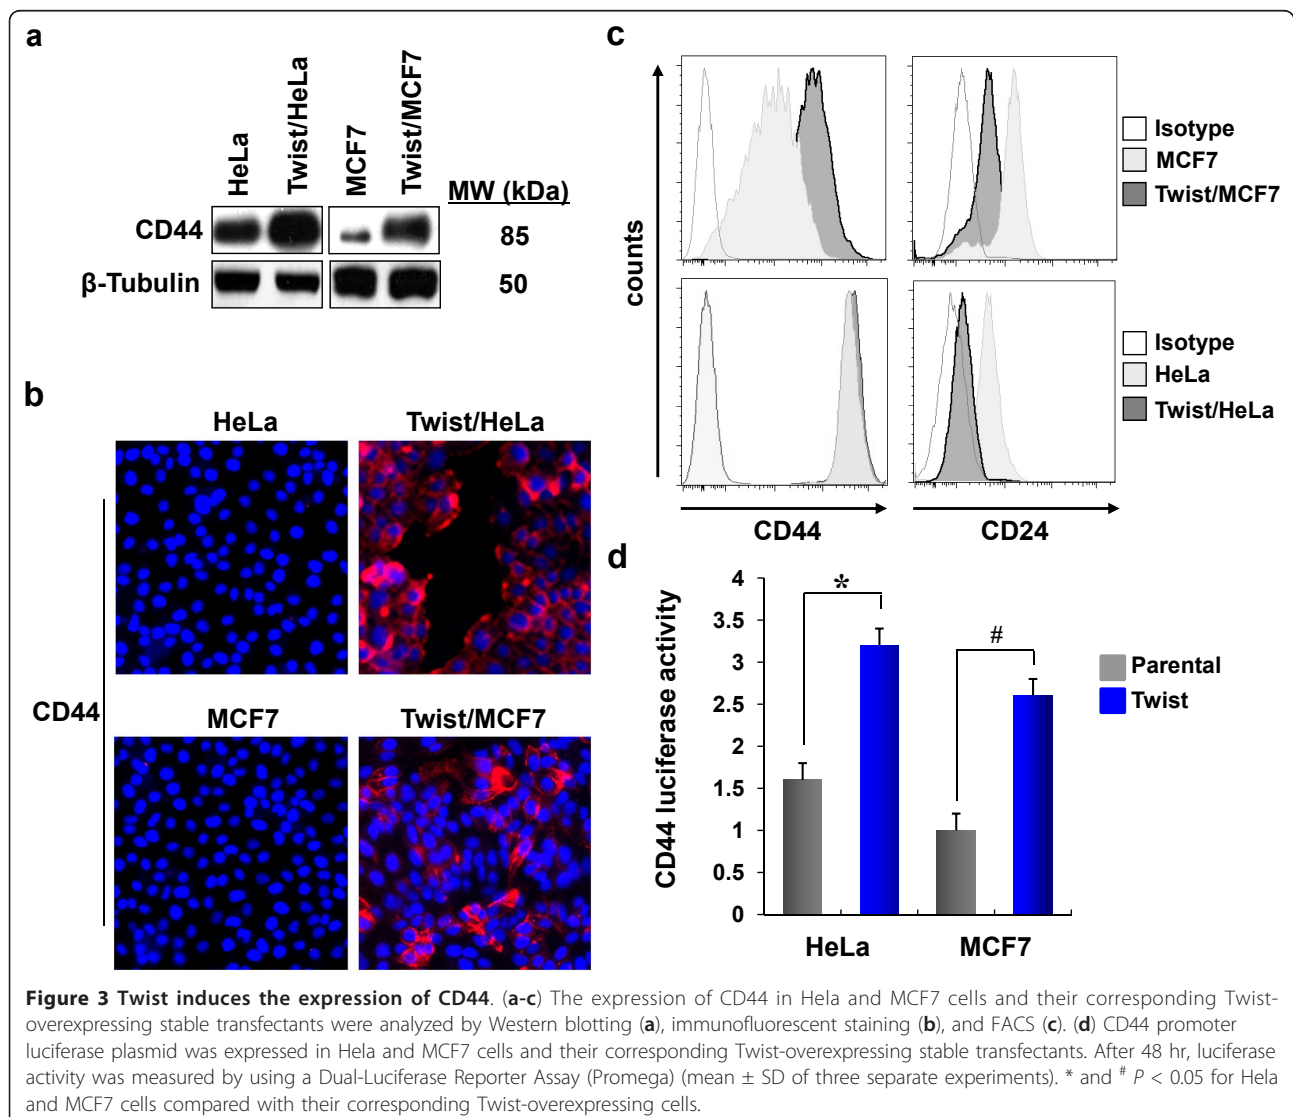 a
HeLa
Twist/HeLa
MCF7
Twist/MCF7
MW (kDa)
CD44
85
β-Tubulin
50
b
HeLa
Twist/HeLa
CD44
MCF7
Twist/MCF7
c
counts
Isotype
MCF7
Twist/MCF7
Isotype
HeLa
Twist/HeLa
CD44
CD24
d
CD44 luciferase activity
4
3.5
3
2.5
2
1.5
1
0.5
0
*
#
Parental
Twist
HeLa
MCF7
Figure 3 Twist induces the expression of CD44. (a-c) The expression of CD44 in Hela and MCF7 cells and their corresponding Twist-
overexpressing stable transfectants were analyzed by Western blotting (a), immunofluorescent staining (b), and FACS (c). (d) CD44 promoter
luciferase plasmid was expressed in Hela and MCF7 cells and their corresponding Twist-overexpressing stable transfectants. After 48 hr, luciferase
activity was measured by using a Dual-Luciferase Reporter Assay (Promega) (mean ± SD of three separate experiments). * and # P < 0.05 for Hela
and MCF7 cells compared with their corresponding Twist-overexpressing cells.